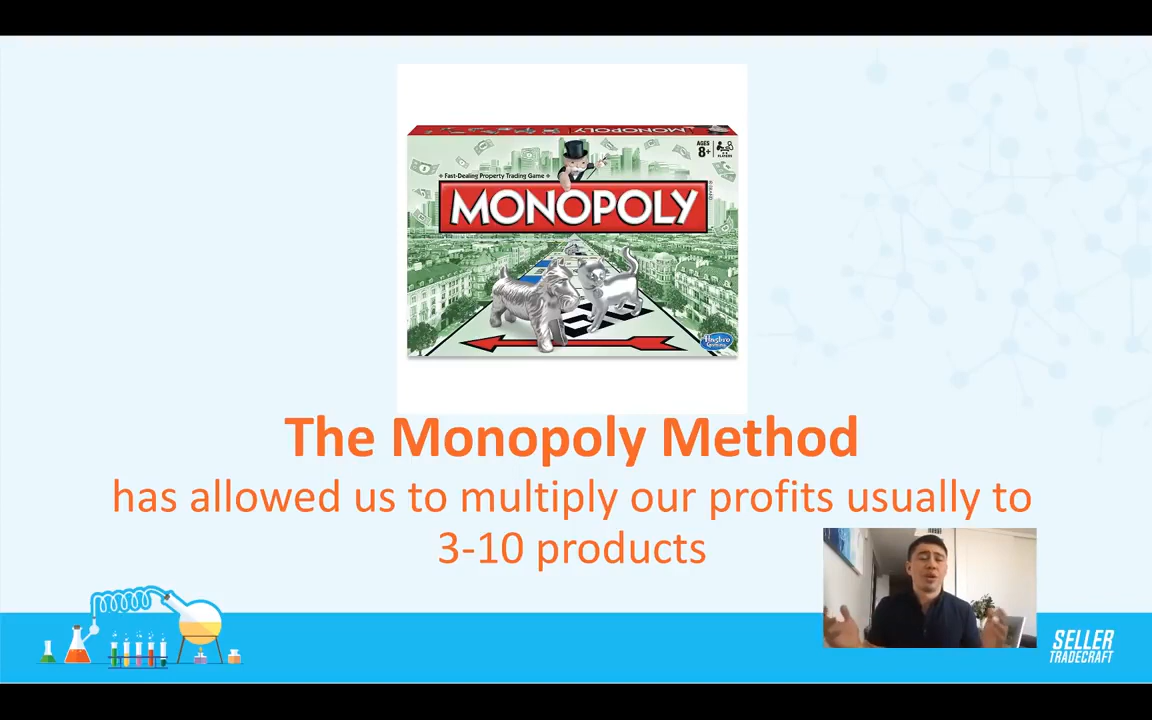 MONOPOLY
AGES
8+
Fast-Dealing Property Trading Game
MONOPOLY
Hasbro
Gaming
The Monopoly Method
has allowed us to multiply our profits usually to
3-10 products
SELLER
TRADECRAFT